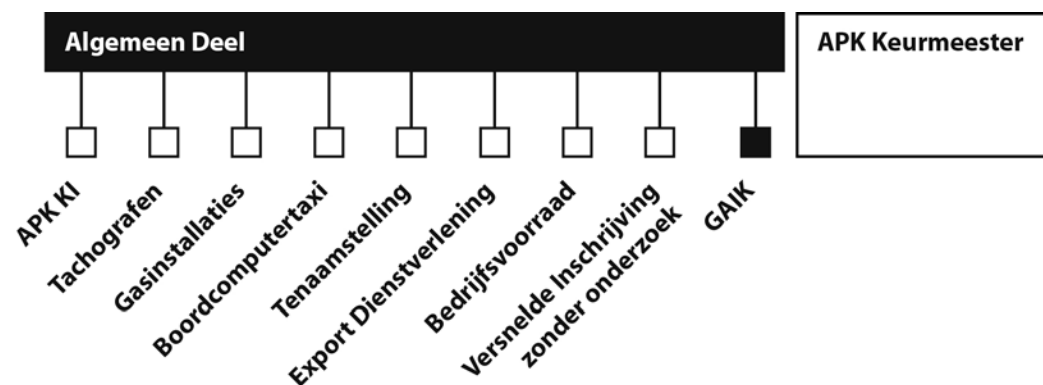 Algemeen Deel
APK Keurmeester
APK KI
Tachografen
Gasinstallaties
Boordcomputertaxi
Tenaamstelling
Export Dienstverlening
Bedrijfsvoorraad
Versnelde Inschrijving
zonder onderzoek
GAIK